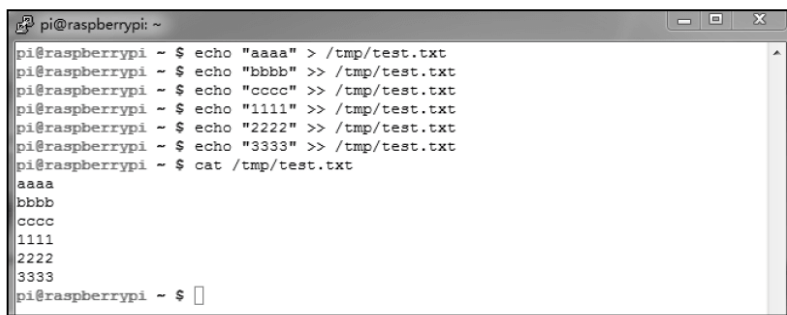 pi@raspberrypi: ~
pi@raspberrypi ~ $ echo "aaaa" > /tmp/test.txt
pi@raspberrypi ~ $ echo "bbbb" >> /tmp/test.txt
pi@raspberrypi ~ $ echo "cccc" >> /tmp/test.txt
pi@raspberrypi ~ $ echo "1111" >> /tmp/test.txt
pi@raspberrypi ~ $ echo "2222" >> /tmp/test.txt
pi@raspberrypi ~ $ echo "3333" >> /tmp/test.txt
pi@raspberrypi ~ $ cat /tmp/test.txt
aaaa
bbbb
cccc
1111
2222
3333
pi@raspberrypi ~ $